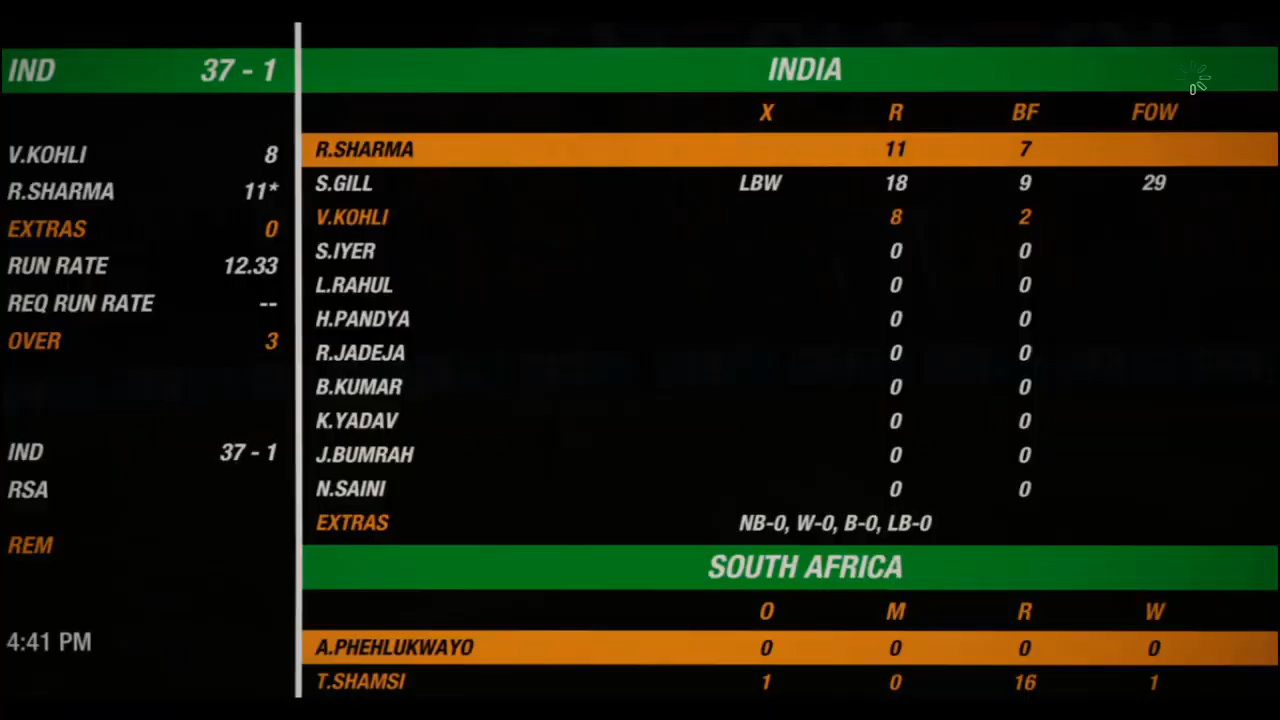 IND 37 - 1
V.KOHLI 8
R.SHARMA 11*
EXTRAS 0
RUN RATE 12.33
REQ RUN RATE --
OVER 3
IND 37 - 1
RSA
REM
4:41 PM
INDIA
X R BF FOW
R.SHARMA 11 7
S.GILL LBW 18 9 29
V.KOHLI 8 2
S.IYER 0 0
L.RAHUL 0 0
H.PANDYA 0 0
R.JADEJA 0 0
B.KUMAR 0 0
K.YADAV 0 0
J.BUMRAH 0 0
N.SAINI 0 0
EXTRAS NB-0, W-0, B-0, LB-0
SOUTH AFRICA
O M R W
A.PHEHLUKWAYO 0 0 0 0
T.SHAMSI 1 0 16 1